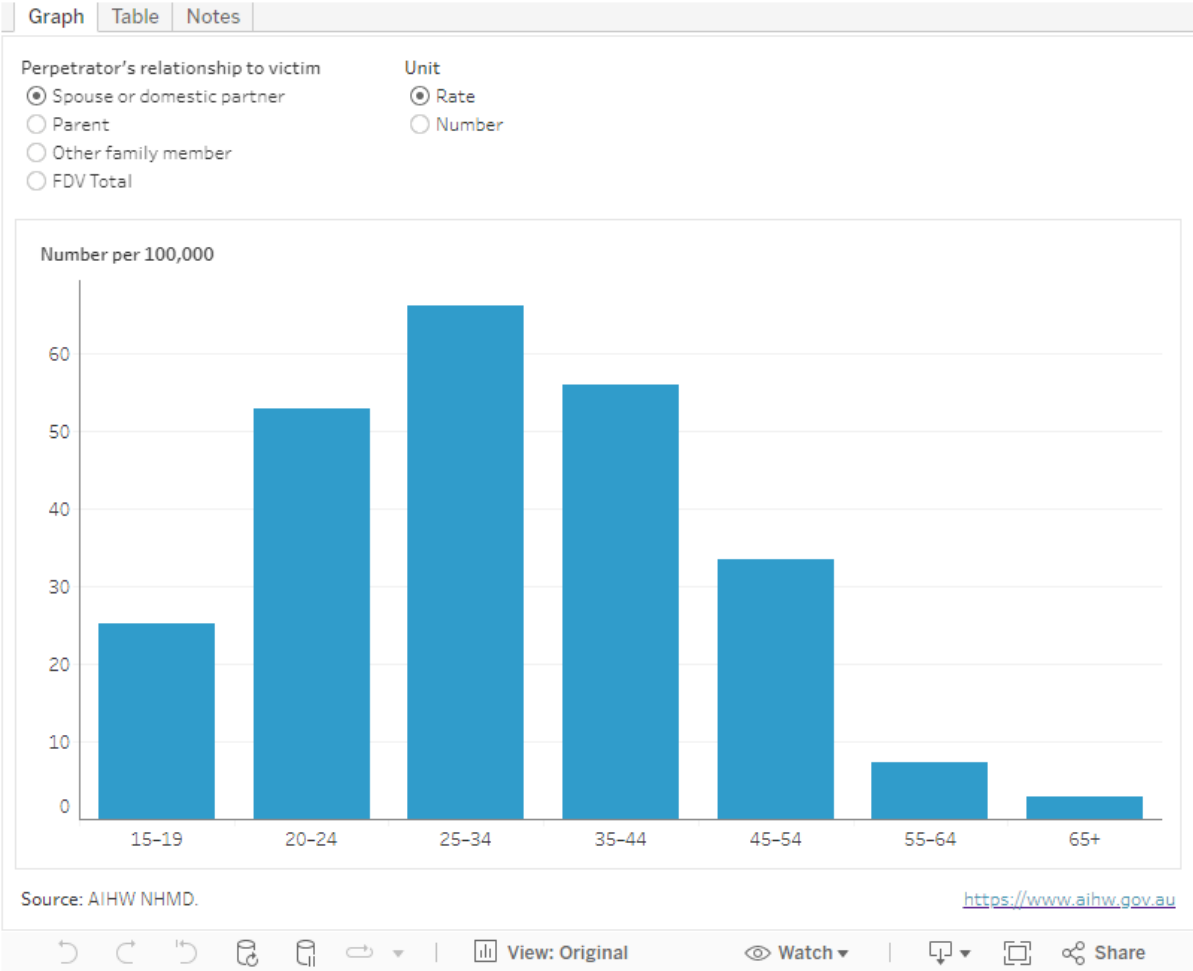 Graph Table Notes
Perpetrator's relationship to victim
Spouse or domestic partner
Parent
Other family member
FDV Total
Unit
Rate
Number
Number per 100,000
60
50
40
30
20
10
0
15–19 20–24 25–34 35–44 45–54 55–64 65+
Source: AIHW NHMD. https://www.aihw.gov.au
View: Original Watch Share